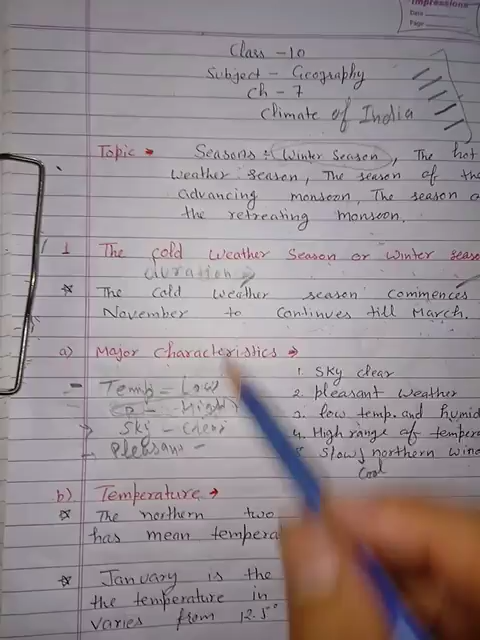 Impressions
Date
Page
Class - 10
Subject - Geography
Ch - 7
Climate of India
Topic → Seasons : Winter Season, The hot
weather season, The season of the
advancing monsoon, The season o
the retreating monsoon.
1 The cold weather Season or Winter seaso
duration →
* The cold weather season commences
November to continues till March.
a) Major Characteristics →
1. Sky clear
- Temp - Low
2. pleasant weather
- High
3. low temp. and humid
Sky - Clear
4. High range of tempera
Pleasant -
5. Slow northern wind
Cool
b) Temperature →
* The northern two
has mean tempera
* January is the
the temperature in
varies from 12.5°